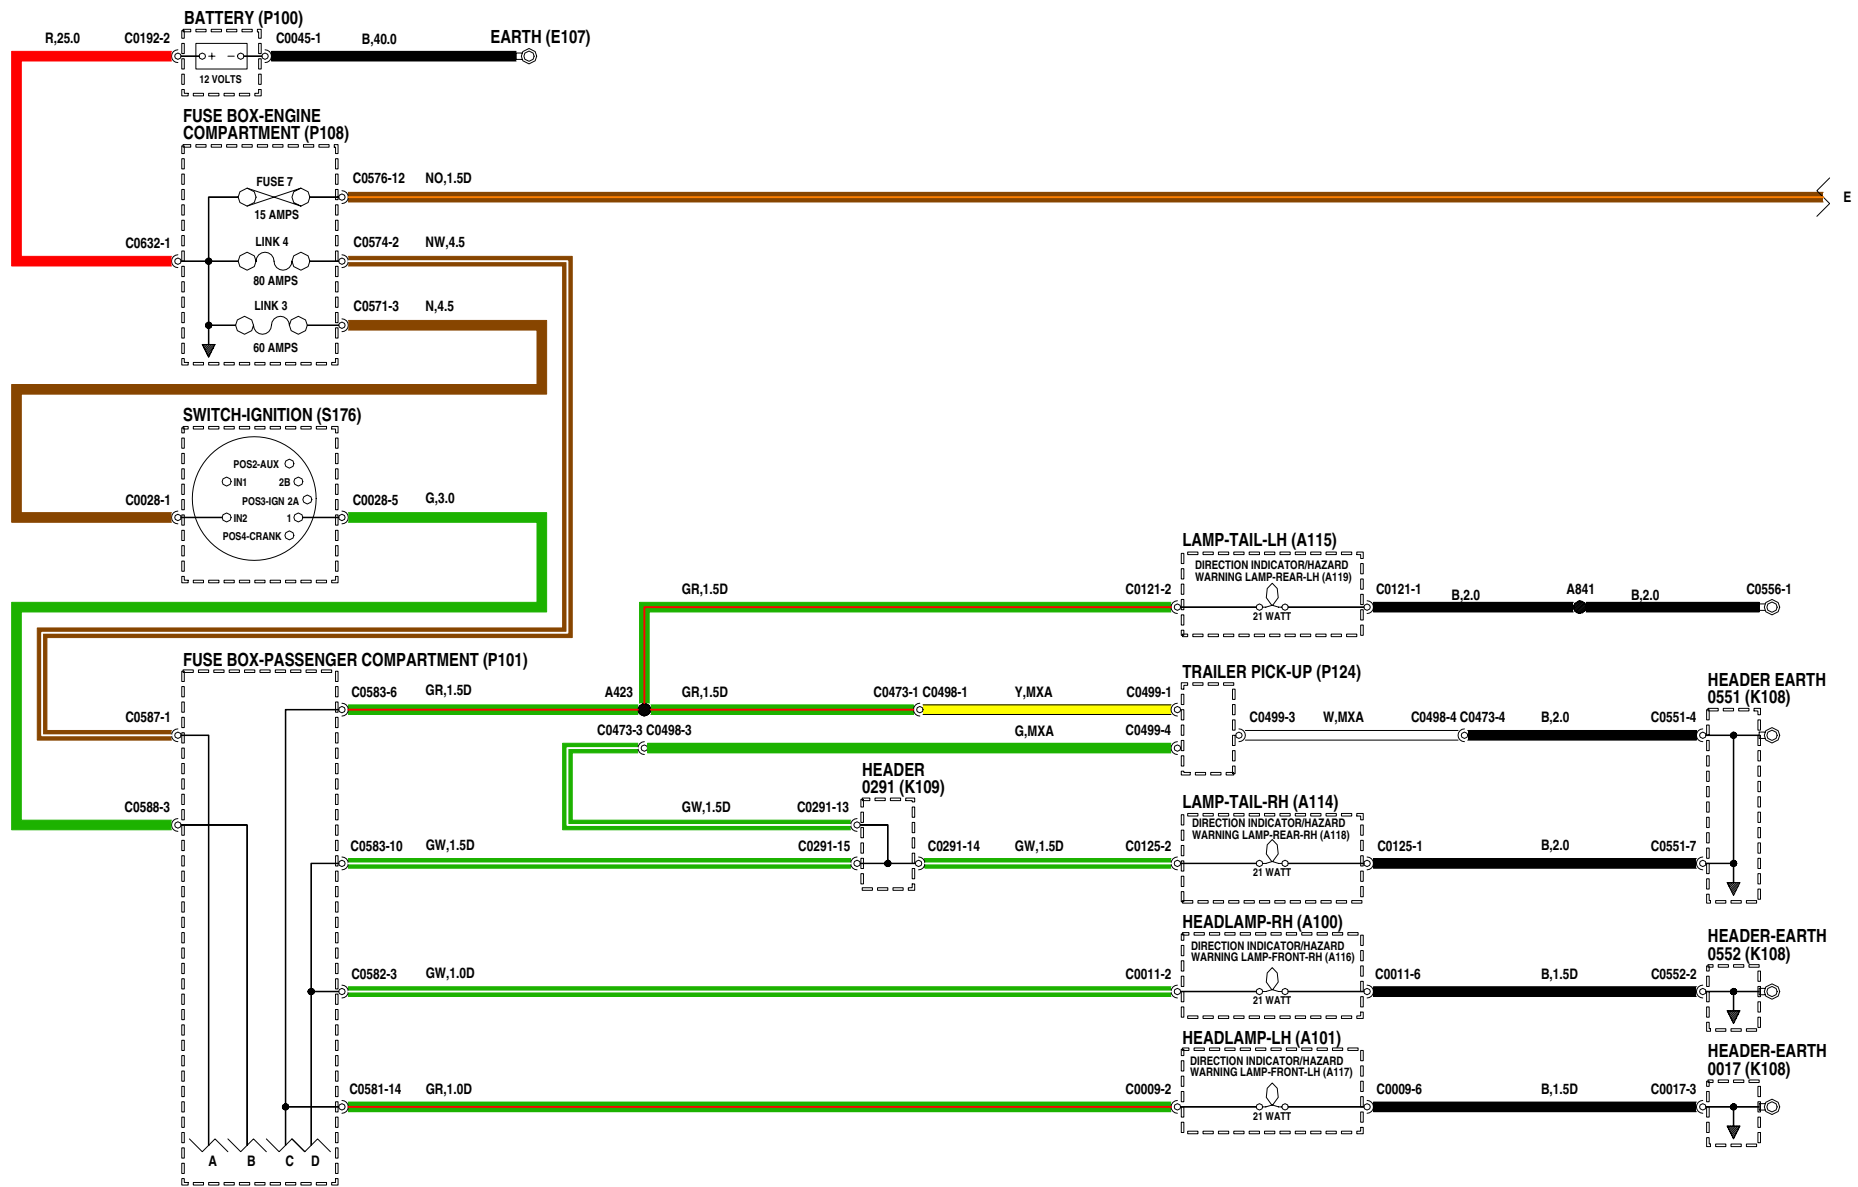 BATTERY (P100)
R,25.0
C0192-2
C0045-1
B,40.0
EARTH (E107)
+ −
12 VOLTS
FUSE BOX-ENGINE
COMPARTMENT (P108)
FUSE 7
15 AMPS
C0576-12
NO,1.5D
E
C0632-1
LINK 4
80 AMPS
C0574-2
NW,4.5
LINK 3
60 AMPS
C0571-3
N,4.5
SWITCH-IGNITION (S176)
POS2-AUX
IN1
2B
POS3-IGN 2A
IN2
1
POS4-CRANK
C0028-1
C0028-5
G,3.0
LAMP-TAIL-LH (A115)
DIRECTION INDICATOR/HAZARD
WARNING LAMP-REAR-LH (A119)
21 WATT
GR,1.5D
C0121-2
C0121-1
B,2.0
A841
B,2.0
C0556-1
FUSE BOX-PASSENGER COMPARTMENT (P101)
C0587-1
C0588-3
C0583-6
GR,1.5D
A423
GR,1.5D
C0473-1 C0498-1
Y,MXA
C0499-1
TRAILER PICK-UP (P124)
C0473-3 C0498-3
G,MXA
C0499-4
C0499-3
W,MXA
C0498-4 C0473-4
B,2.0
C0551-4
HEADER EARTH
0551 (K108)
HEADER
0291 (K109)
GW,1.5D
C0291-13
C0583-10
GW,1.5D
C0291-15
C0291-14
GW,1.5D
C0125-2
LAMP-TAIL-RH (A114)
DIRECTION INDICATOR/HAZARD
WARNING LAMP-REAR-RH (A118)
21 WATT
C0125-1
B,2.0
C0551-7
HEADLAMP-RH (A100)
DIRECTION INDICATOR/HAZARD
WARNING LAMP-FRONT-RH (A116)
21 WATT
C0582-3
GW,1.0D
C0011-2
C0011-6
B,1.5D
C0552-2
HEADER-EARTH
0552 (K108)
HEADLAMP-LH (A101)
DIRECTION INDICATOR/HAZARD
WARNING LAMP-FRONT-LH (A117)
21 WATT
C0581-14
GR,1.0D
C0009-2
C0009-6
B,1.5D
C0017-3
HEADER-EARTH
0017 (K108)
A B C D